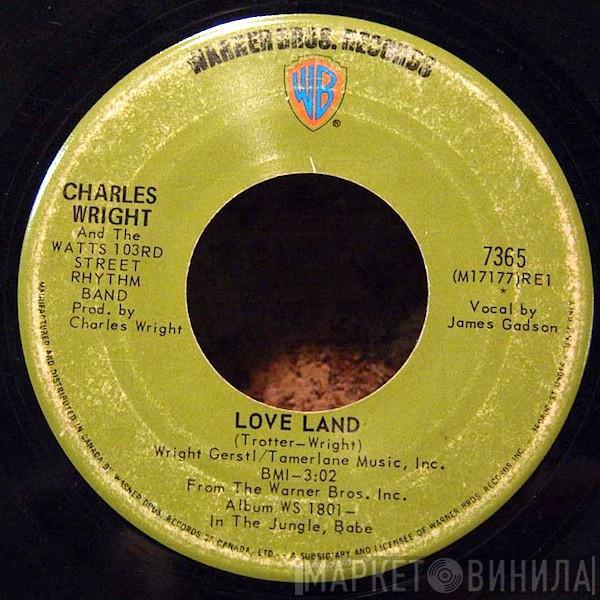 WARNER BROS. RECORDS
WB
®
CHARLES
WRIGHT
And The
WATTS 103RD
STREET
RHYTHM
BAND
Prod. by
Charles Wright
7365
(M17177)RE1
*
Vocal by
James Gadson
LOVE LAND
(Trotter—Wright)
Wright Gerstl/Tamerlane Music, Inc.
BMI-3:02
From The Warner Bros. Inc.
Album WS 1801-
In The Jungle, Babe
MANUFACTURED AND DISTRIBUTED IN CANADA BY WARNER BROS. RECORDS OF CANADA, LTD. - A SUBSIDIARY AND LICENSEE OF WARNER BROS. RECORDS INC.
МАРКЕТ ВИНИЛА